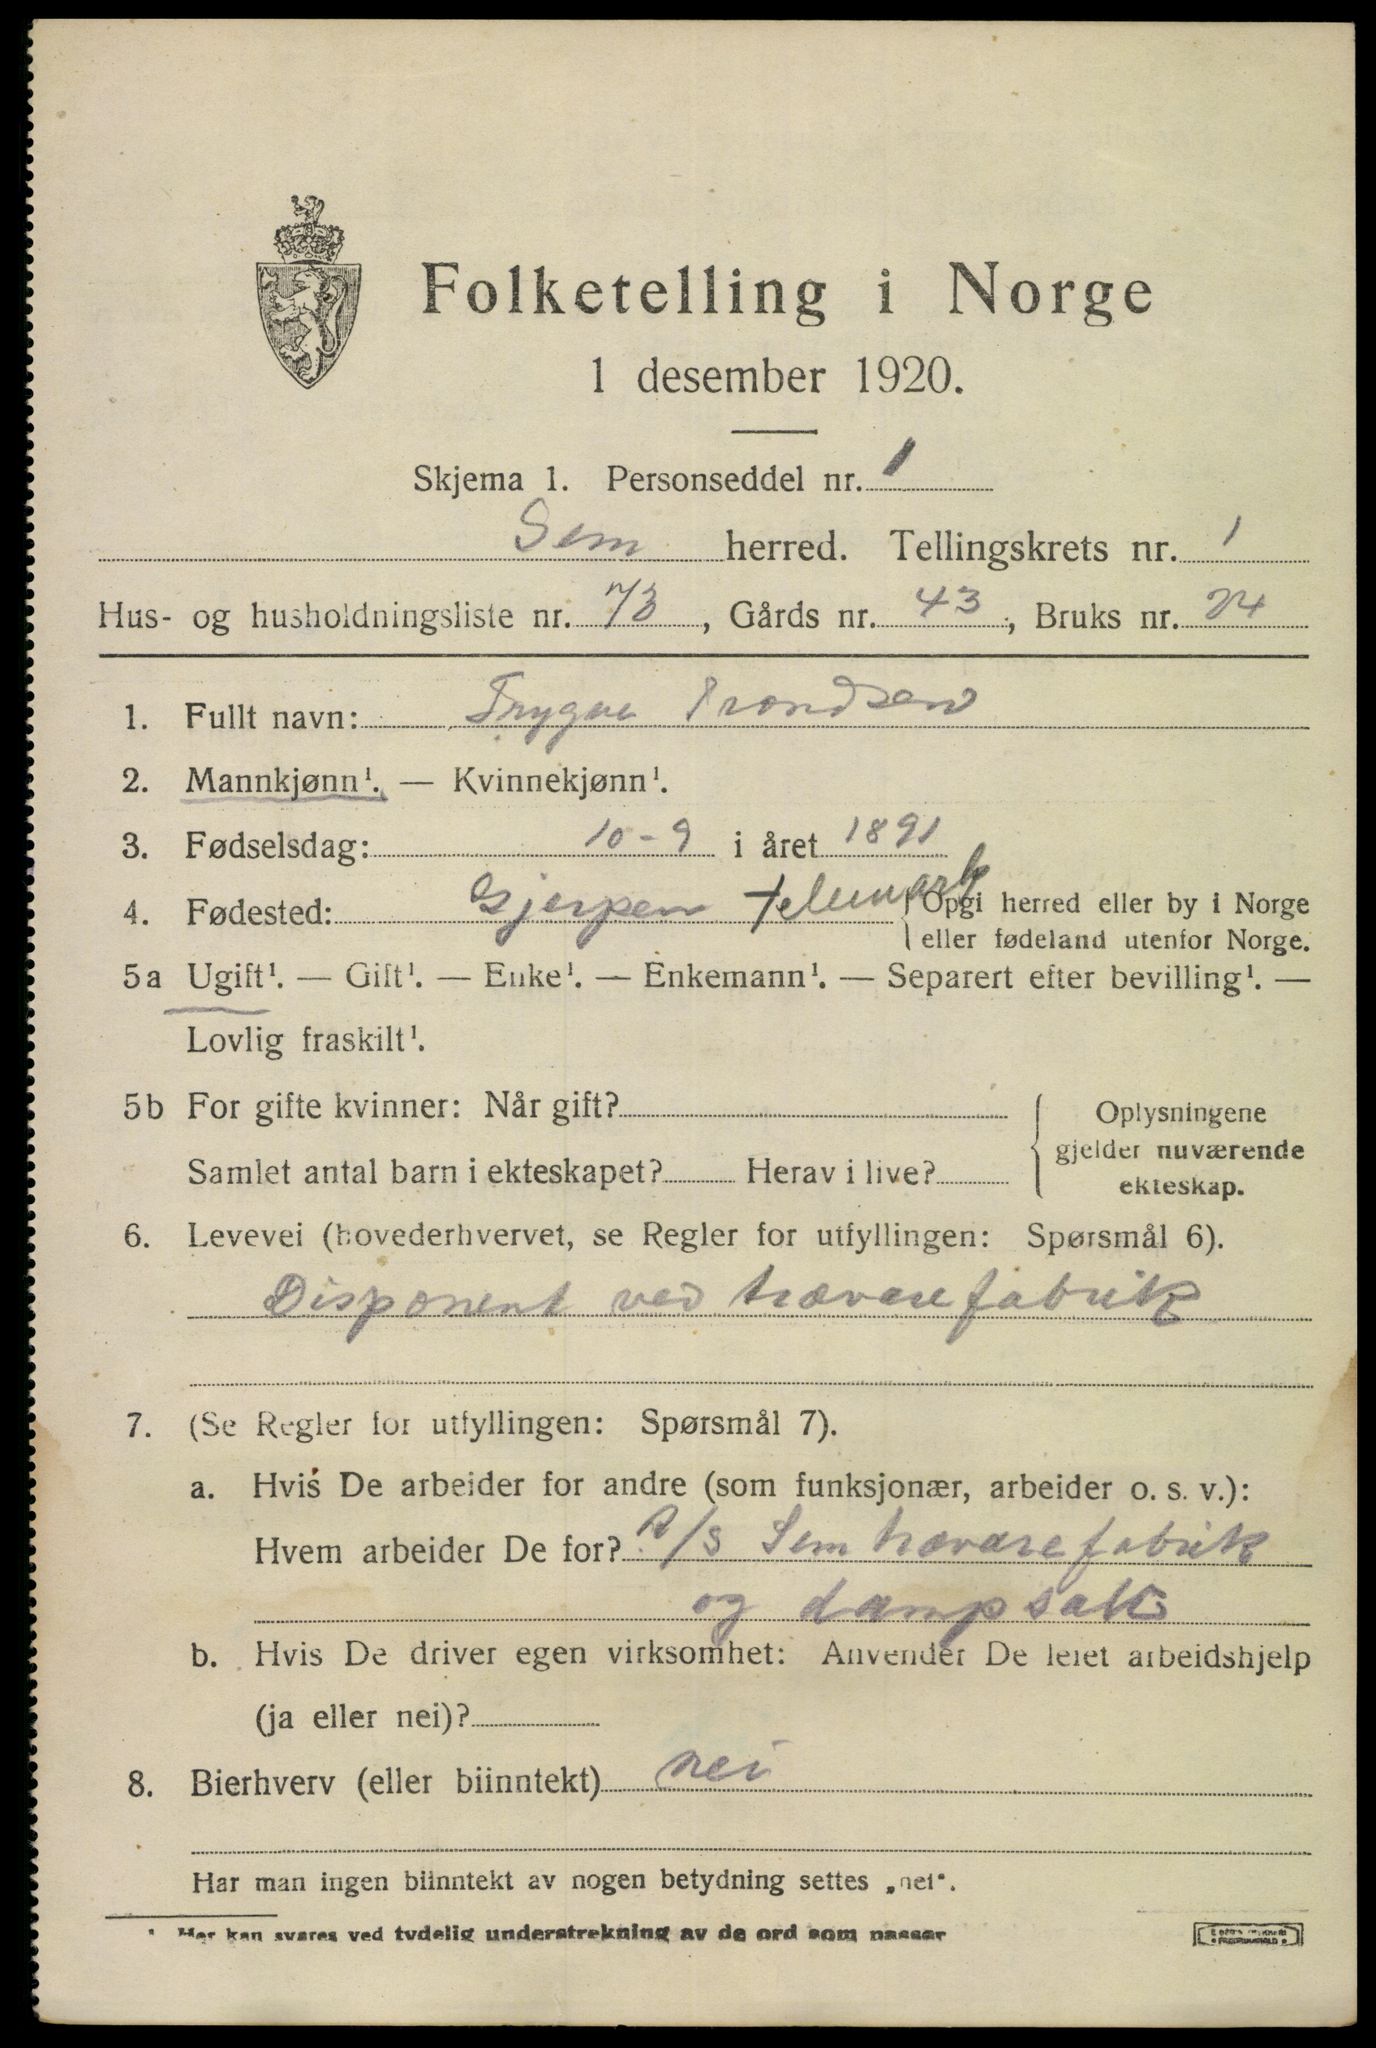 Folketelling i Norge
1 desember 1920.
Skjema 1. Personseddel nr. 1
Sem herred. Tellingskrets nr. 1
Hus- og husholdningsliste nr. 73, Gårds nr. 43, Bruks nr. 24
1. Fullt navn: Trygve Trondsen
2. Mannkjønn¹. — Kvinnekjønn¹.
3. Fødselsdag: 10-9 i året 1891
4. Fødested: Gjerpen Telemark {Opgi herred eller by i Norge
eller fødeland utenfor Norge.
5a Ugift¹. — Gift¹. — Enke¹. — Enkemann¹. — Separert efter bevilling¹. —
Lovlig fraskilt¹.
5b For gifte kvinner: Når gift?
Samlet antal barn i ekteskapet? Herav i live?
Oplysningene
gjelder nuværende
ekteskap.
6. Levevei (hovederhvervet, se Regler for utfyllingen: Spørsmål 6).
Disponent ved trævarefabrik
7. (Se Regler for utfyllingen: Spørsmål 7).
a. Hvis De arbeider for andre (som funksjonær, arbeider o. s. v.):
Hvem arbeider De for? A/S Sem trævarefabrik
og dampsak
b. Hvis De driver egen virksomhet: Anvender De leiet arbeidshjelp
(ja eller nei)?
8. Bierhverv (eller biinntekt) nei
Har man ingen biinntekt av nogen betydning settes „nei".
¹ Her kan svares ved tydelig understrekning av de ord som passer